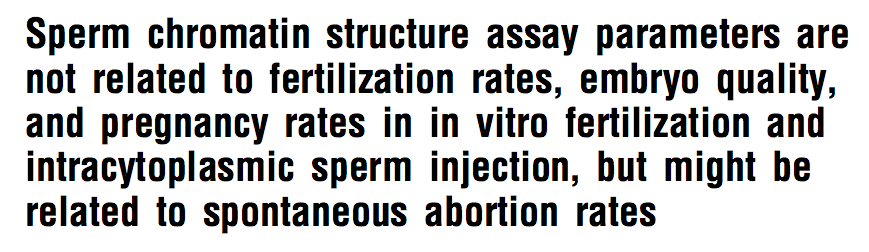 Sperm chromatin structure assay parameters are
not related to fertilization rates, embryo quality,
and pregnancy rates in in vitro fertilization and
intracytoplasmic sperm injection, but might be
related to spontaneous abortion rates